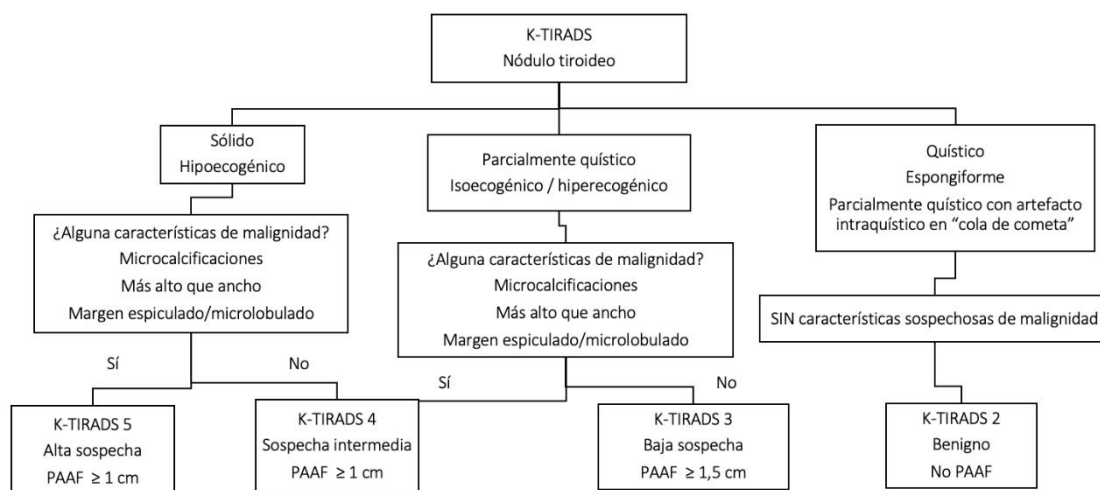 K-TIRADS
Nódulo tiroideo
Sólido
Hipoecogénico
Parcialmente quístico
Isoecogénico / hiperecogénico
Quístico
Espongiforme
Parcialmente quístico con artefacto
intraquístico en “cola de cometa”
¿Alguna características de malignidad?
Microcalcificaciones
Más alto que ancho
Margen espiculado/microlobulado
¿Alguna características de malignidad?
Microcalcificaciones
Más alto que ancho
Margen espiculado/microlobulado
SIN características sospechosas de malignidad
Sí
No
Sí
No
K-TIRADS 5
Alta sospecha
PAAF ≥ 1 cm
K-TIRADS 4
Sospecha intermedia
PAAF ≥ 1 cm
K-TIRADS 3
Baja sospecha
PAAF ≥ 1,5 cm
K-TIRADS 2
Benigno
No PAAF